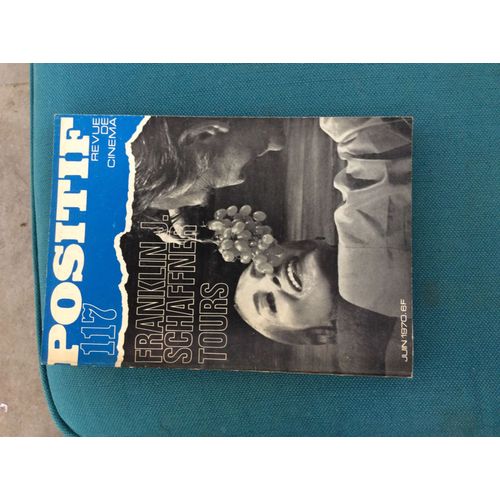 POSITIF
REVUE
DE
CINEMA
117
FRANKLIN J.
SCHAFFNER
TOURS
JUIN 1970.6F